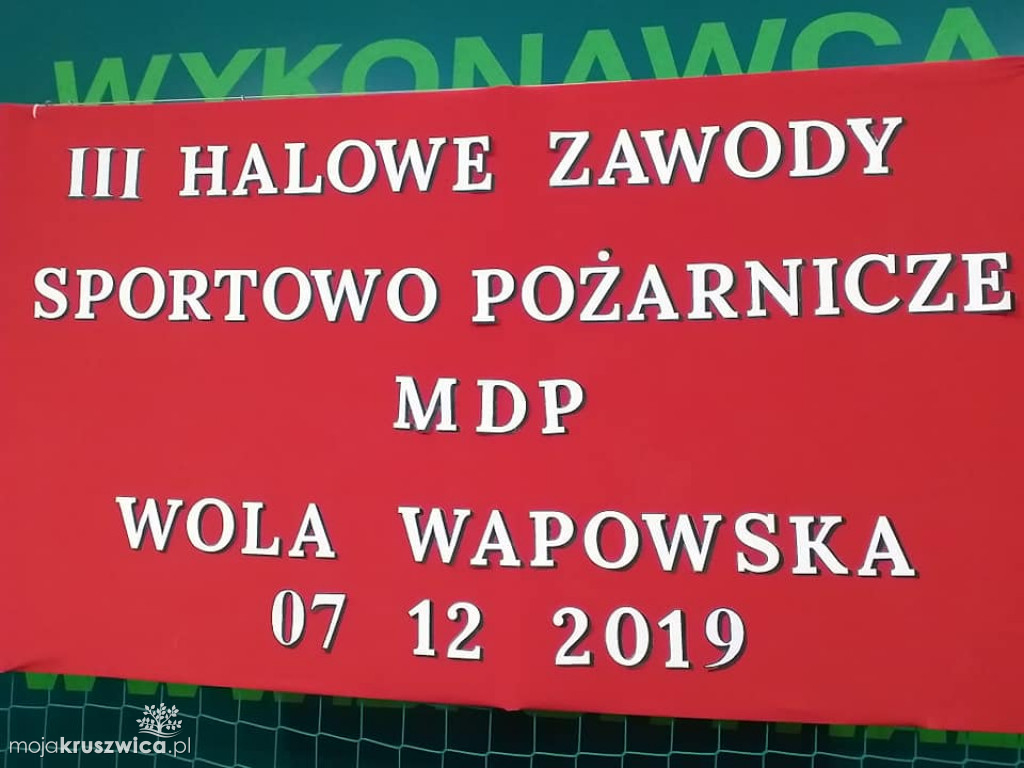 WYKONAWCA
III HALOWE ZAWODY
SPORTOWO POŻARNICZE
MDP
WOLA WAPOWSKA
07 12 2019
mojakruszwica.pl